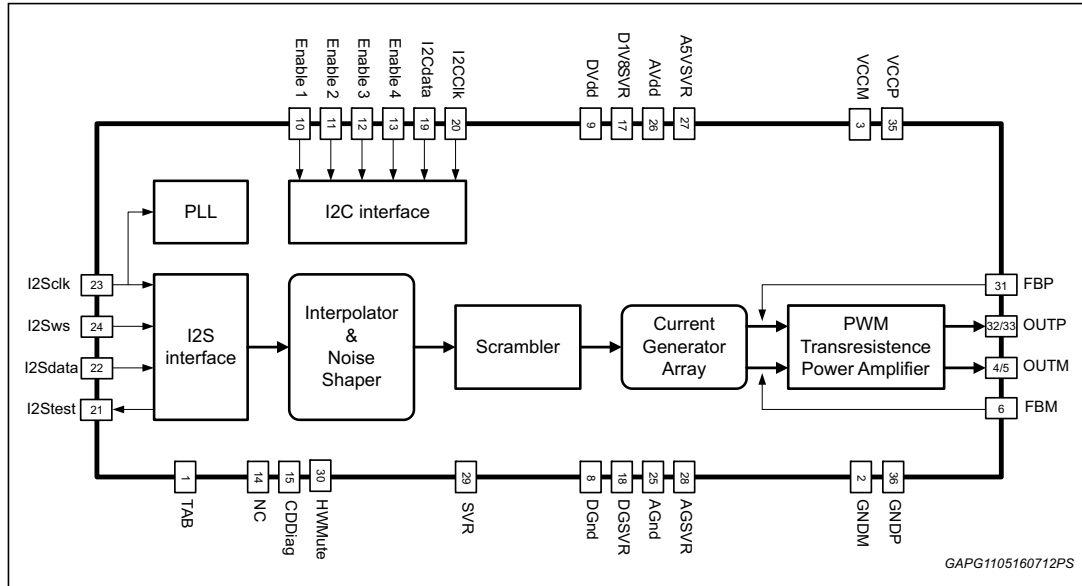 Enable 1
Enable 2
Enable 3
Enable 4
I2Cdata
I2CClk
DVdd
D1V8SVR
AVdd
A5VSVR
VCCM
VCCP
10
11
12
13
19
20
9
17
26
27
3
35
PLL
I2C interface
I2Sclk
23
I2Sws
24
I2Sdata
22
I2Stest
21
I2S
interface
Interpolator
&
Noise
Shaper
Scrambler
Current
Generator
Array
PWM
Transresistence
Power Amplifier
31
FBP
32/33
OUTP
4/5
OUTM
6
FBM
1
14
15
30
29
8
18
25
28
2
36
TAB
NC
CDDiag
HWMute
SVR
DGnd
DGSVR
AGnd
AGSVR
GNDM
GNDP
GAPG1105160712PS